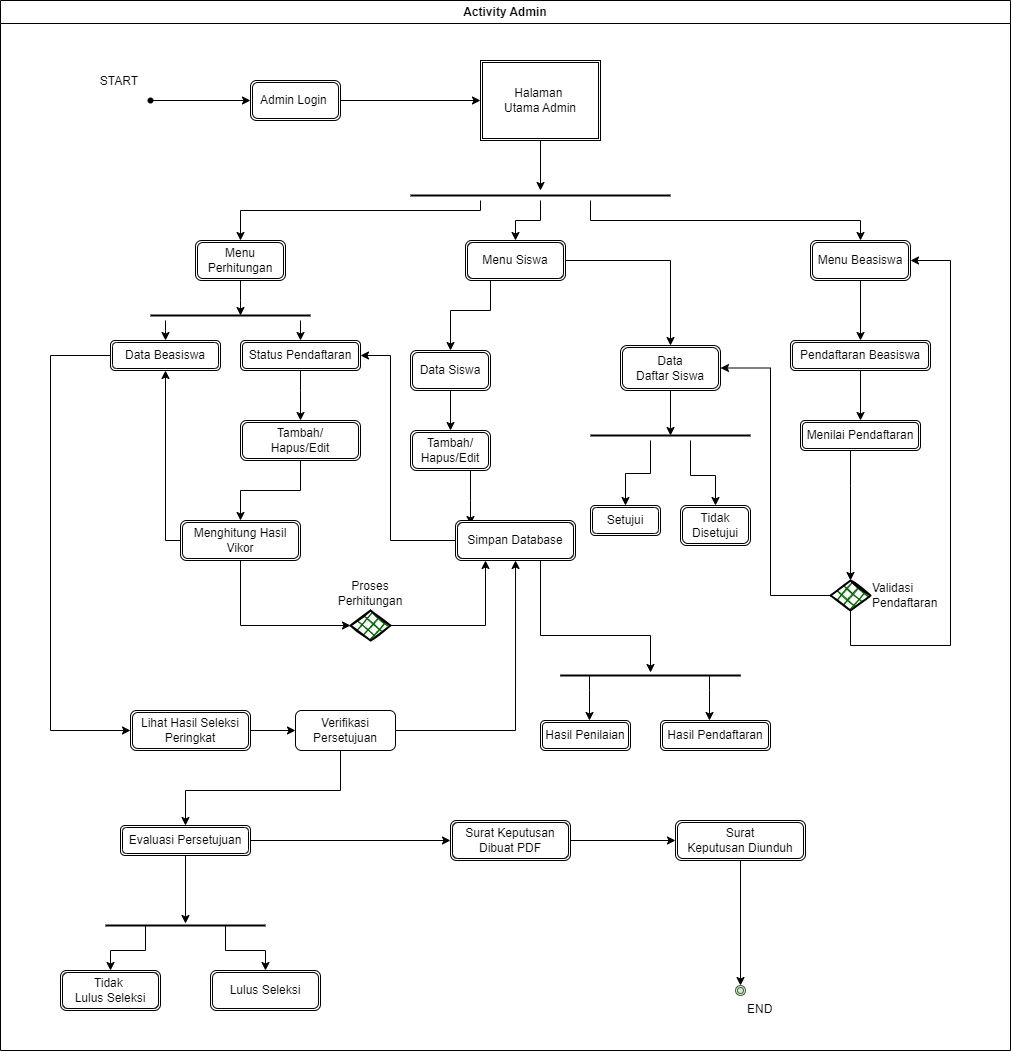 Activity Admin
START
Admin Login
Halaman
Utama Admin
Menu
Perhitungan
Menu Siswa
Menu Beasiswa
Data Beasiswa
Status Pendaftaran
Data Siswa
Data
Daftar Siswa
Pendaftaran Beasiswa
Tambah/
Hapus/Edit
Tambah/
Hapus/Edit
Menilai Pendaftaran
Menghitung Hasil
Vikor
Simpan Database
Setujui
Tidak
Disetujui
Proses
Perhitungan
Validasi
Pendaftaran
Lihat Hasil Seleksi
Peringkat
Verifikasi
Persetujuan
Hasil Penilaian
Hasil Pendaftaran
Evaluasi Persetujuan
Surat Keputusan
Dibuat PDF
Surat
Keputusan Diunduh
Tidak
Lulus Seleksi
Lulus Seleksi
END